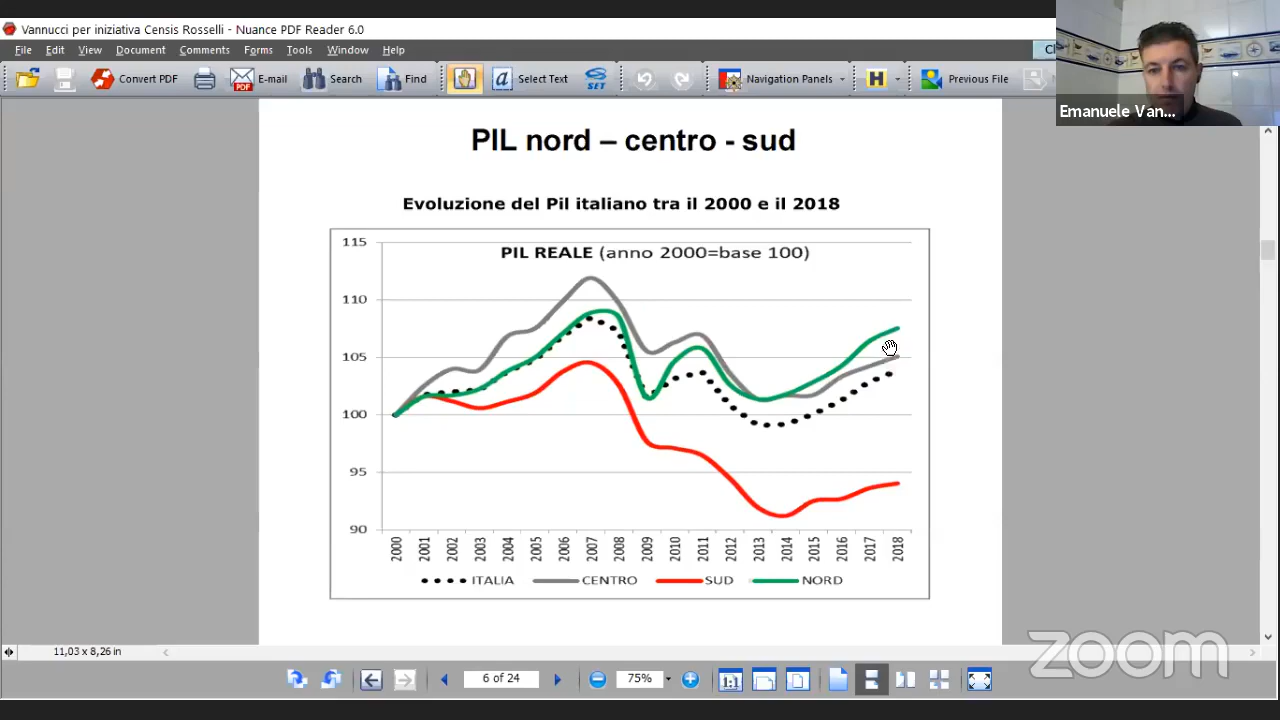 Vannucci per iniziativa Censis Rosselli - Nuance PDF Reader 6.0
File Edit View Document Comments Forms Tools Window Help
Convert PDF E-mail Search Find Select Text SET Navigation Panels H Previous File
Emanuele Van...
PIL nord – centro - sud
Evoluzione del Pil italiano tra il 2000 e il 2018
PIL REALE (anno 2000=base 100)
115
110
105
100
95
90
2000 2001 2002 2003 2004 2005 2006 2007 2008 2009 2010 2011 2012 2013 2014 2015 2016 2017 2018
ITALIA CENTRO SUD NORD
11,03 x 8,26 in
zoom
6 of 24 75% 1:1